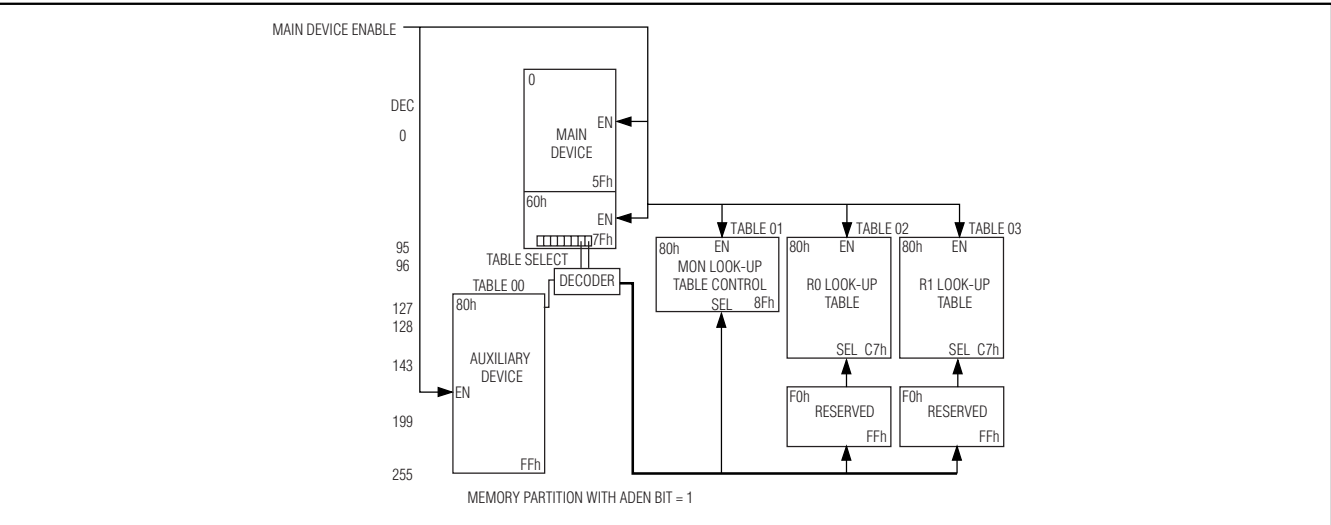 MAIN DEVICE ENABLE
0
DEC
EN
0
MAIN
DEVICE
5Fh
60h
EN
TABLE 01
TABLE 02
TABLE 03
7Fh
80h
EN
80h
EN
80h
EN
95
TABLE SELECT
MON LOOK-UP
TABLE CONTROL
96
DECODER
R0 LOOK-UP
TABLE
R1 LOOK-UP
TABLE
TABLE 00
SEL
8Fh
127
80h
128
SEL C7h
SEL C7h
AUXILIARY
DEVICE
143
EN
F0h
RESERVED
FFh
F0h
RESERVED
FFh
199
FFh
255
MEMORY PARTITION WITH ADEN BIT = 1